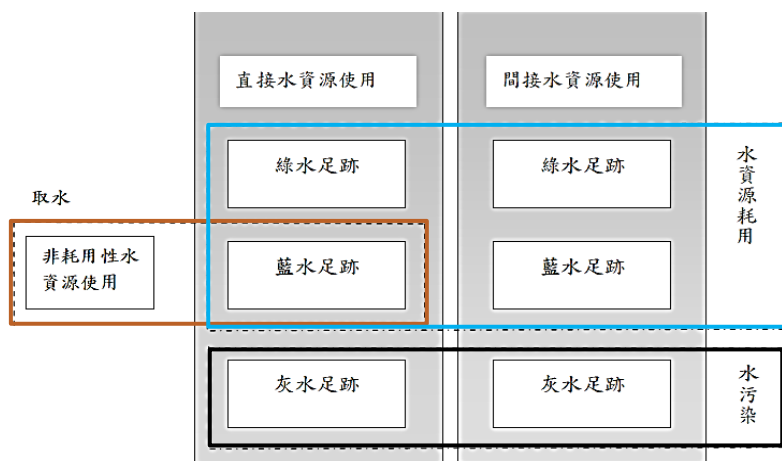 直接水資源使用
間接水資源使用
綠水足跡
綠水足跡
水資源耗用
取水
非耗用性水
資源使用
藍水足跡
藍水足跡
灰水足跡
灰水足跡
水污染